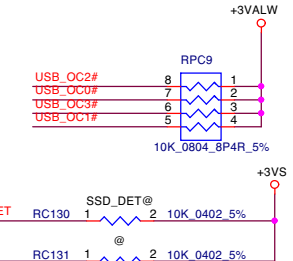 +3VALW
RPC9
USB_OC2# 8 1
USB_OC0# 7 2
USB_OC3# 6 3
USB_OC1# 5 4
10K_0804_8P4R_5%
+3VS
SSD_DET@
ET RC130 1 2 10K_0402_5%
@
RC131 1 2 10K_0402_5%